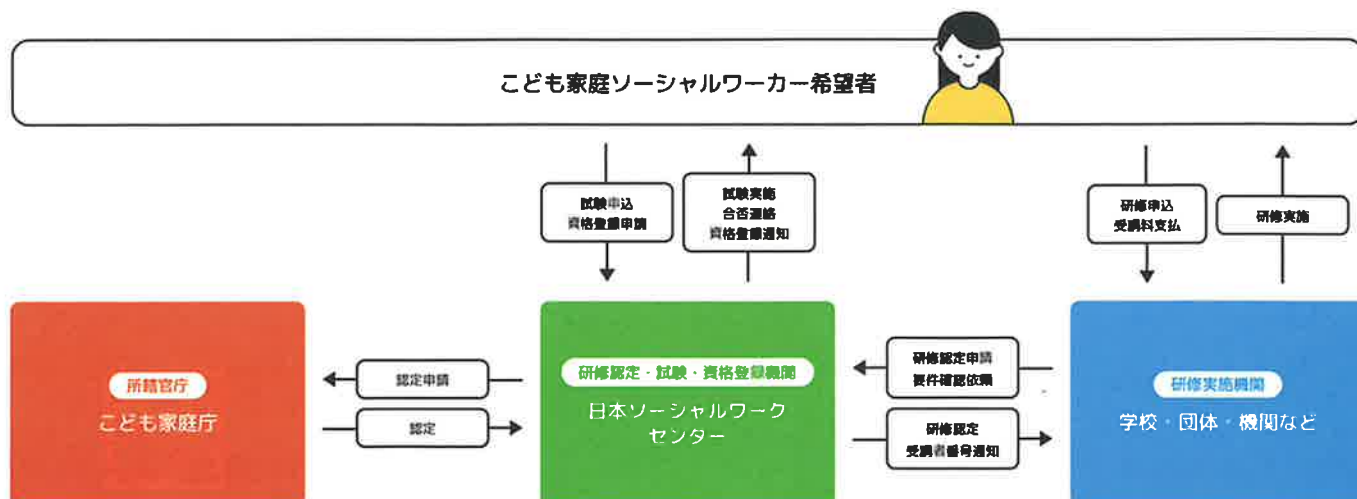 こども家庭ソーシャルワーカー希望者
試験申込
資格登録申請
試験実施
合否連絡
資格登録通知
研修申込
受講料支払
研修実施
所轄官庁
こども家庭庁
認定申請
認定
研修認定・試験・資格登録機関
日本ソーシャルワーク
センター
研修認定申請
要件確認依頼
研修認定
受講者番号通知
研修実施機関
学校・団体・機関など